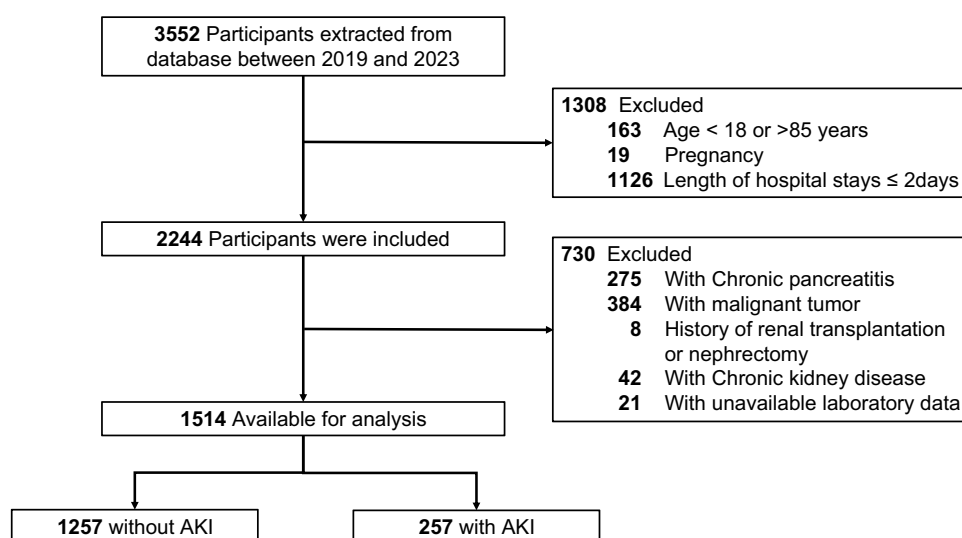 3552 Participants extracted from
database between 2019 and 2023
1308 Excluded
163 Age < 18 or >85 years
19 Pregnancy
1126 Length of hospital stays ≤ 2days
2244 Participants were included
730 Excluded
275 With Chronic pancreatitis
384 With malignant tumor
8 History of renal transplantation
or nephrectomy
42 With Chronic kidney disease
21 With unavailable laboratory data
1514 Available for analysis
1257 without AKI
257 with AKI